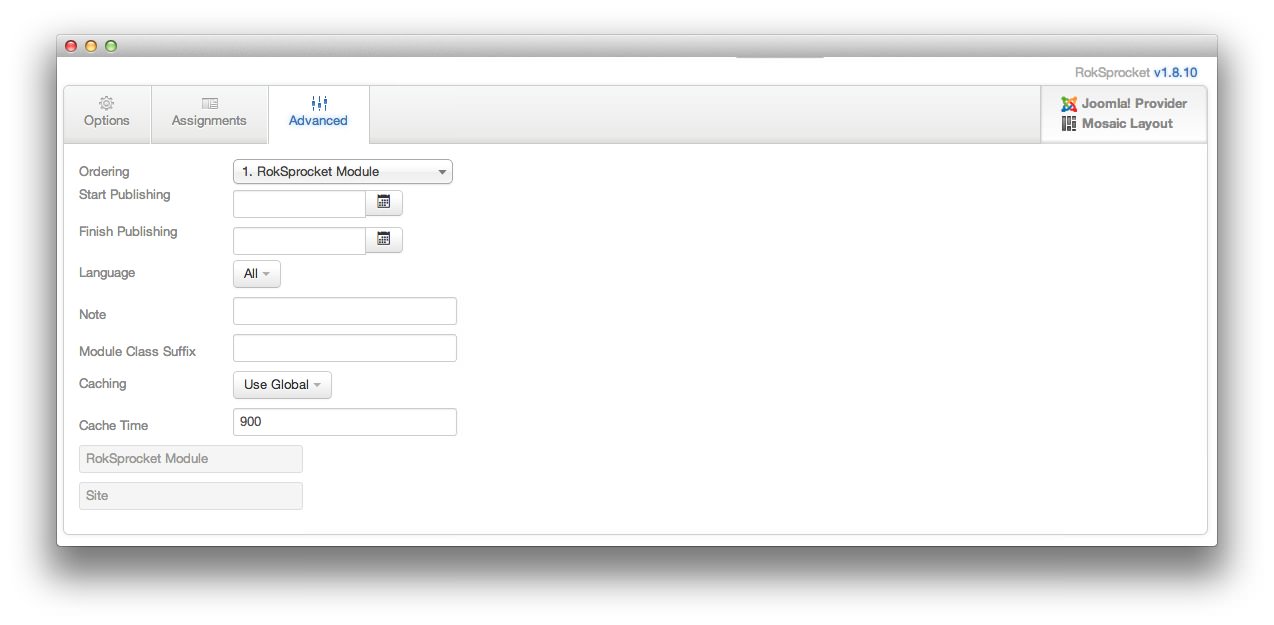 RokSprocket v1.8.10
Options
Assignments
Advanced
Joomla! Provider
Mosaic Layout
Ordering
1. RokSprocket Module
Start Publishing
Finish Publishing
Language
All
Note
Module Class Suffix
Caching
Use Global
Cache Time
900
RokSprocket Module
Site